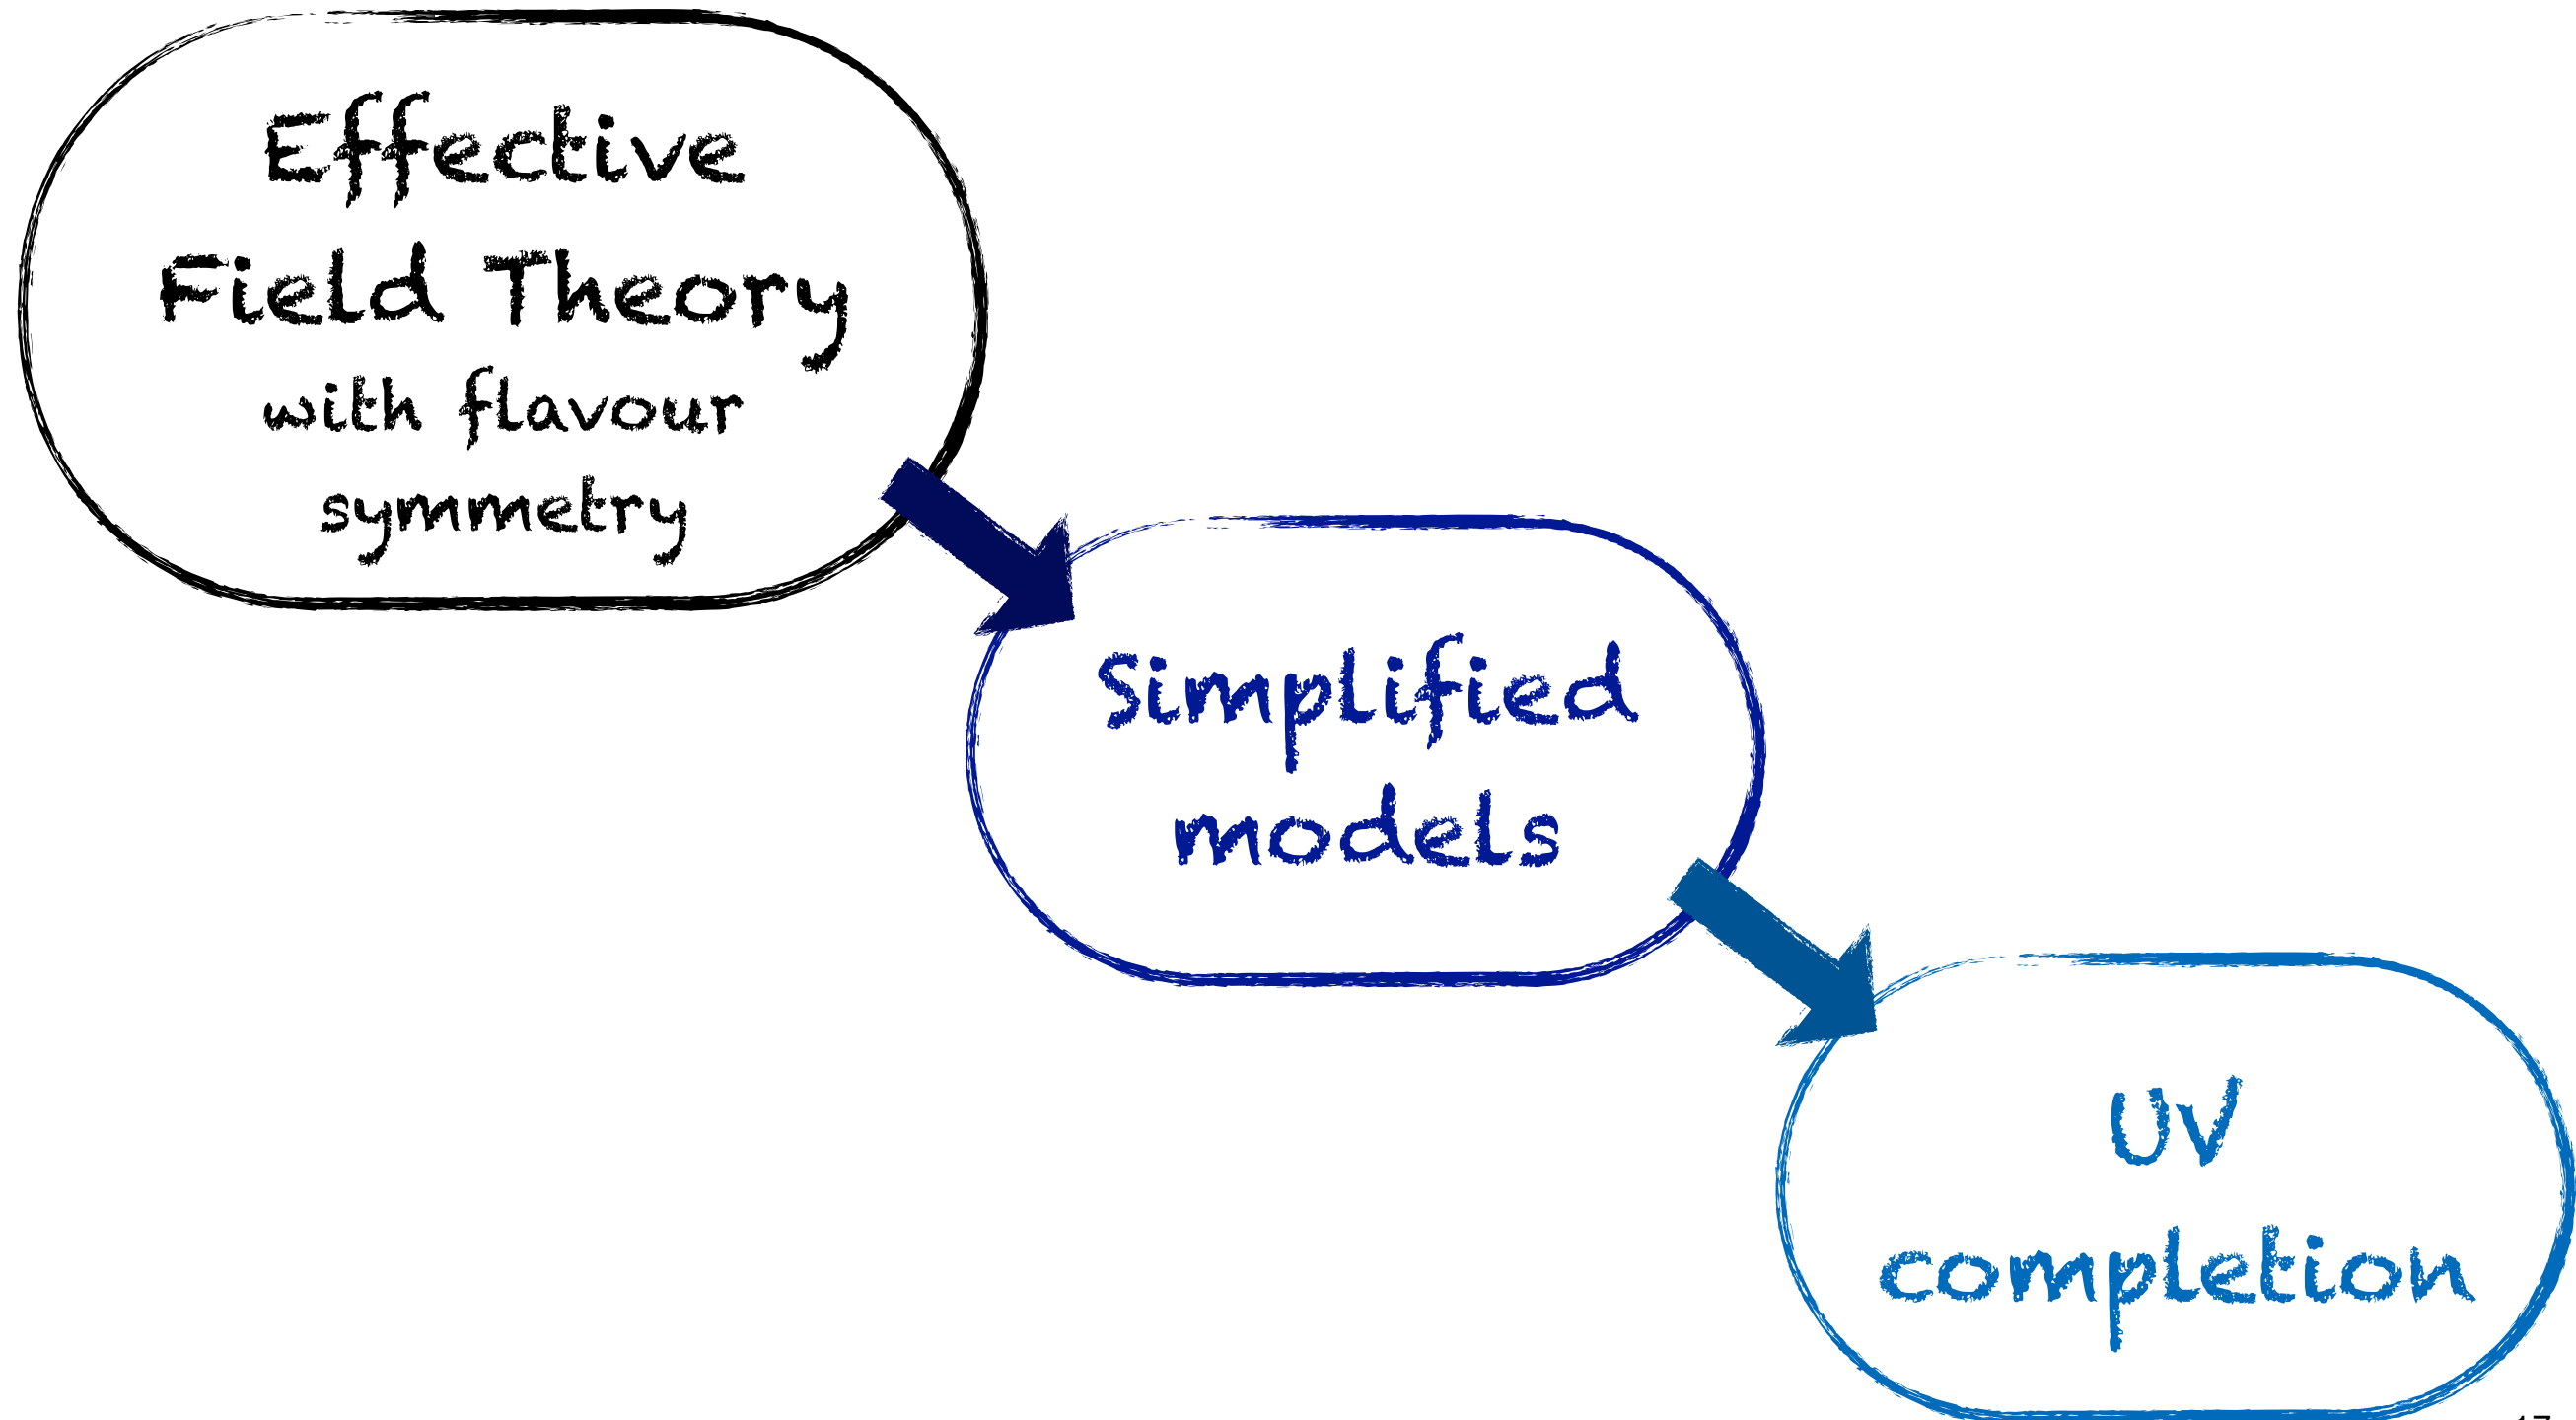 Effective
Field Theory
with flavour
symmetry
Simplified
models
UV
completion